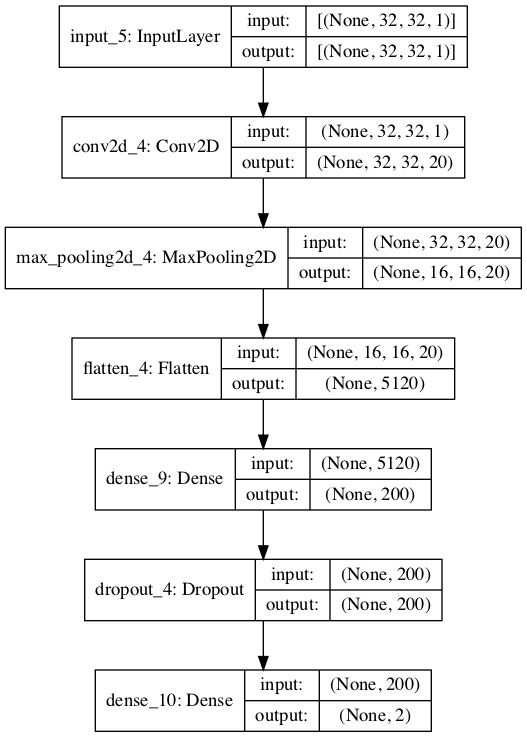 input_5: InputLayer
input: [(None, 32, 32, 1)]
output: [(None, 32, 32, 1)]
conv2d_4: Conv2D
input: (None, 32, 32, 1)
output: (None, 32, 32, 20)
max_pooling2d_4: MaxPooling2D
input: (None, 32, 32, 20)
output: (None, 16, 16, 20)
flatten_4: Flatten
input: (None, 16, 16, 20)
output: (None, 5120)
dense_9: Dense
input: (None, 5120)
output: (None, 200)
dropout_4: Dropout
input: (None, 200)
output: (None, 200)
dense_10: Dense
input: (None, 200)
output: (None, 2)